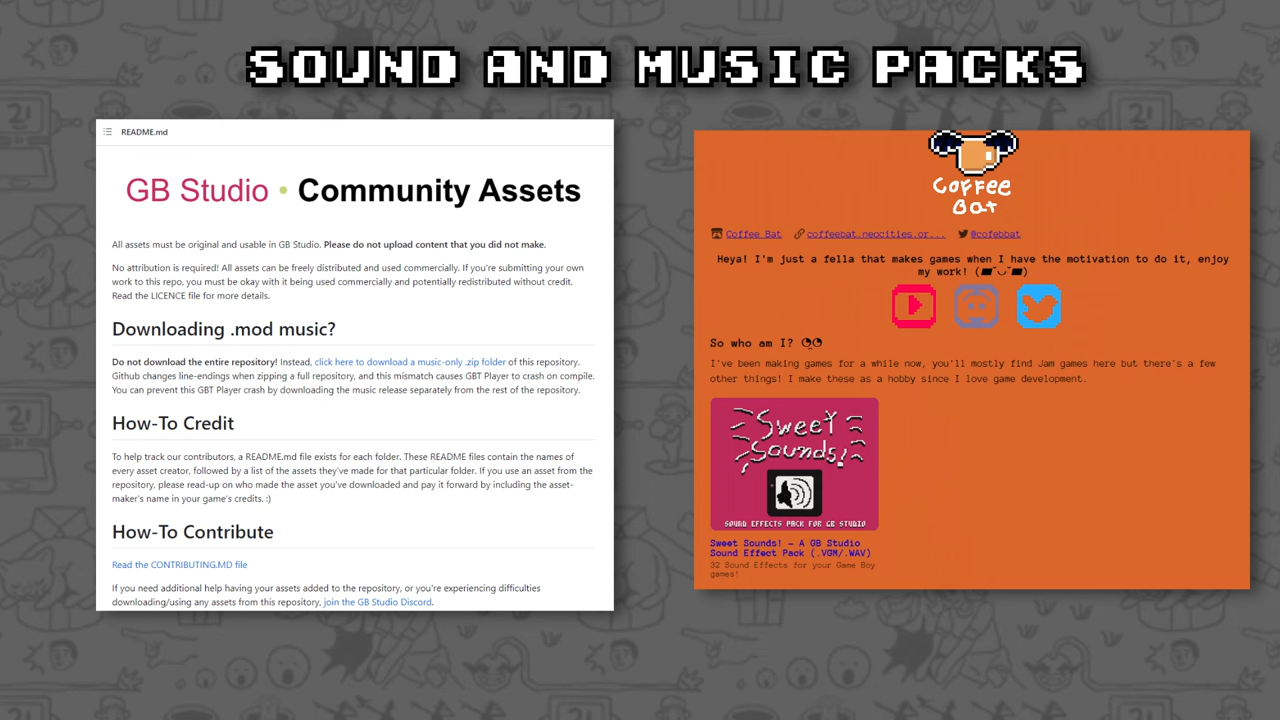 SOUND AND MUSIC PACKS
README.md
GB Studio • Community Assets
All assets must be original and usable in GB Studio. Please do not upload content that you did not make.
No attribution is required! All assets can be freely distributed and used commercially. If you're submitting your own
work to this repo, you must be okay with it being used commercially and potentially redistributed without credit.
Read the LICENCE file for more details.
Downloading .mod music?
Do not download the entire repository! Instead, click here to download a music-only .zip folder of this repository.
Github changes line-endings when zipping a full repository, and this mismatch causes GBT Player to crash on compile.
You can prevent this GBT Player crash by downloading the music release separately from the rest of the repository.
How-To Credit
To help track our contributors, a README.md file exists for each folder. These README files contain the names of
every asset creator, followed by a list of the assets they've made for that particular folder. If you use an asset from the
repository, please read-up on who made the asset you've downloaded and pay it forward by including the asset-
maker's name in your game's credits. :)
How-To Contribute
Read the CONTRIBUTING.MD file
If you need additional help having your assets added to the repository, or you're experiencing difficulties
downloading/using any assets from this repository, join the GB Studio Discord.
Coffee
Bat
Coffee Bat
coffeebat.neocities.or...
@cofebbat
Heya! I'm just a fella that makes games when I have the motivation to do it, enjoy
my work! (▀˘◡˘▀)
So who am I? ◔̯◔
I've been making games for a while now, you'll mostly find Jam games here but there's a few
other things! I make these as a hobby since I love game development.
Sweet
Sounds!
SOUND EFFECTS PACK FOR GB STUDIO
Sweet Sounds! - A GB Studio
Sound Effect Pack (.VGM/.WAV)
32 Sound Effects for your Game Boy
games!